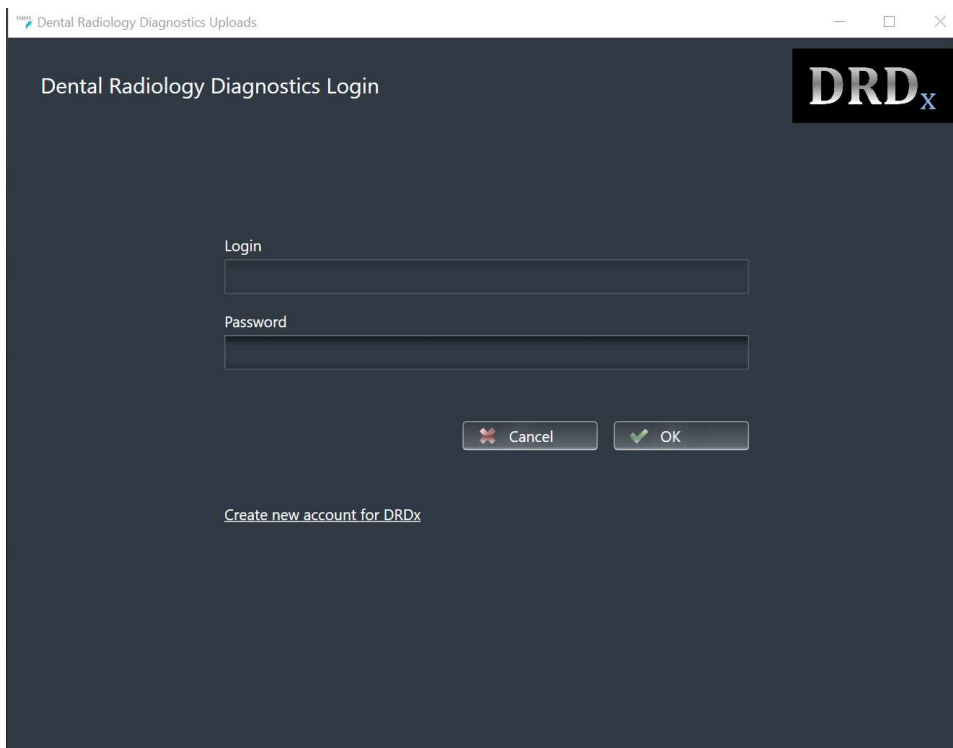 Dental Radiology Diagnostics Uploads
Dental Radiology Diagnostics Login
DRDx
Login
Password
Cancel
OK
Create new account for DRDx